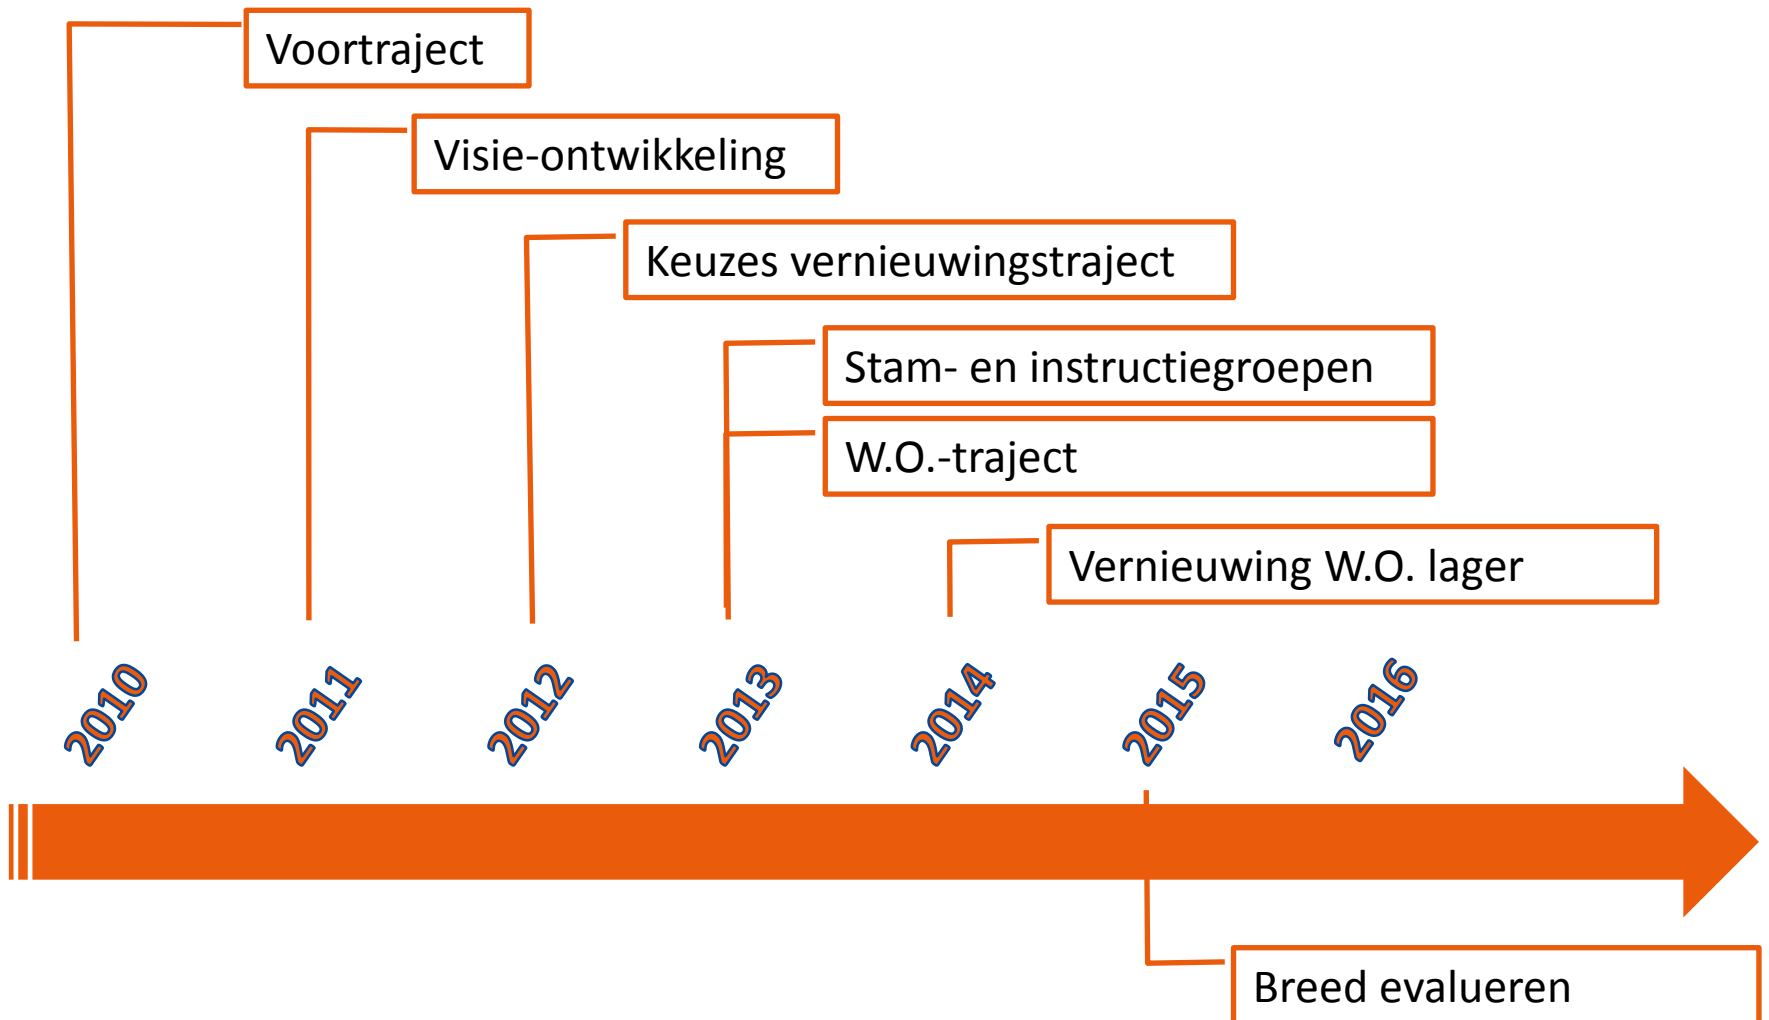 Voortraject
Visie-ontwikkeling
Keuzes vernieuwingstraject
Stam- en instructiegroepen
W.O.-traject
Vernieuwing W.O. lager
2010
2011
2012
2013
2014
2015
2016
Breed evalueren